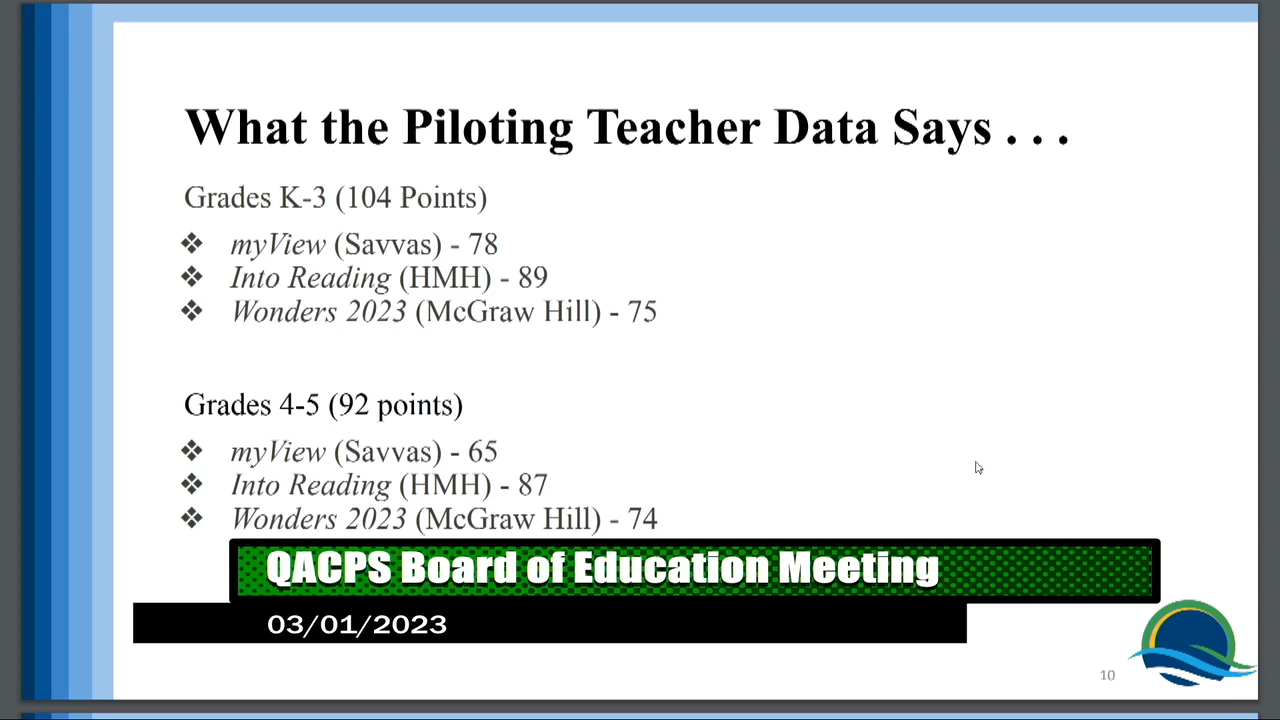 What the Piloting Teacher Data Says . . .
Grades K-3 (104 Points)
❖ myView (Savvas) - 78
❖ Into Reading (HMH) - 89
❖ Wonders 2023 (McGraw Hill) - 75
Grades 4-5 (92 points)
❖ myView (Savvas) - 65
❖ Into Reading (HMH) - 87
❖ Wonders 2023 (McGraw Hill) - 74
QACPS Board of Education Meeting
03/01/2023
10